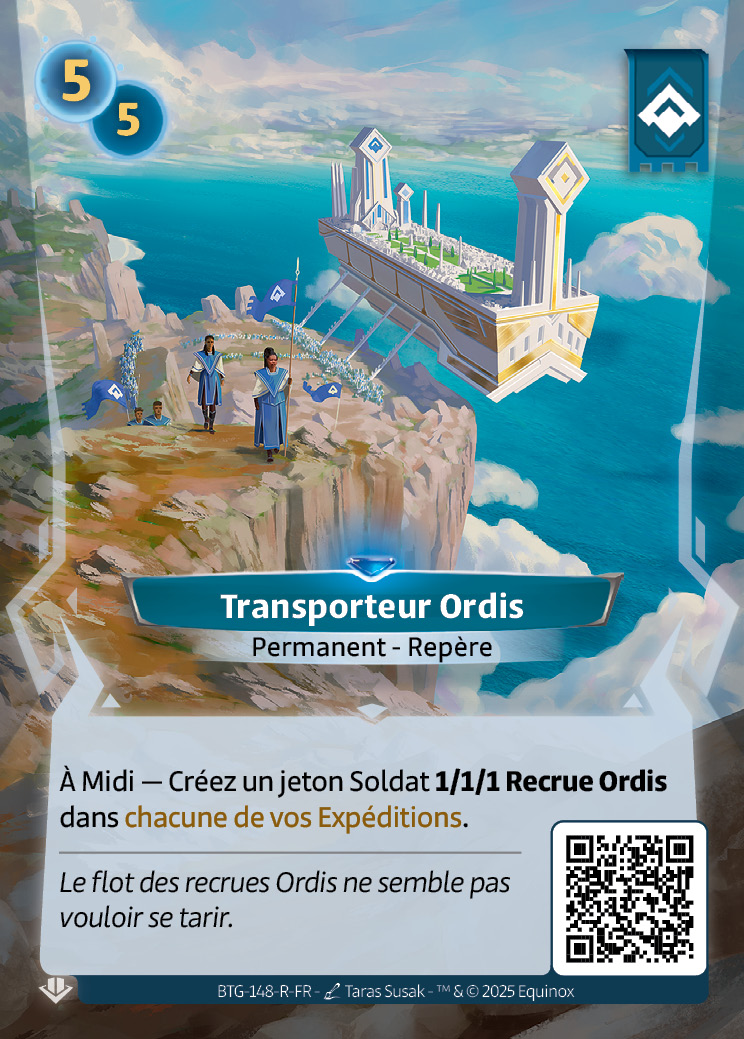 5
5
Transporteur Ordis
Permanent - Repère
À Midi — Créez un jeton Soldat 1/1/1 Recrue Ordis
dans chacune de vos Expéditions.
Le flot des recrues Ordis ne semble pas
vouloir se tarir.
BTG-148-R-FR - Taras Susak - ™ & © 2025 Equinox